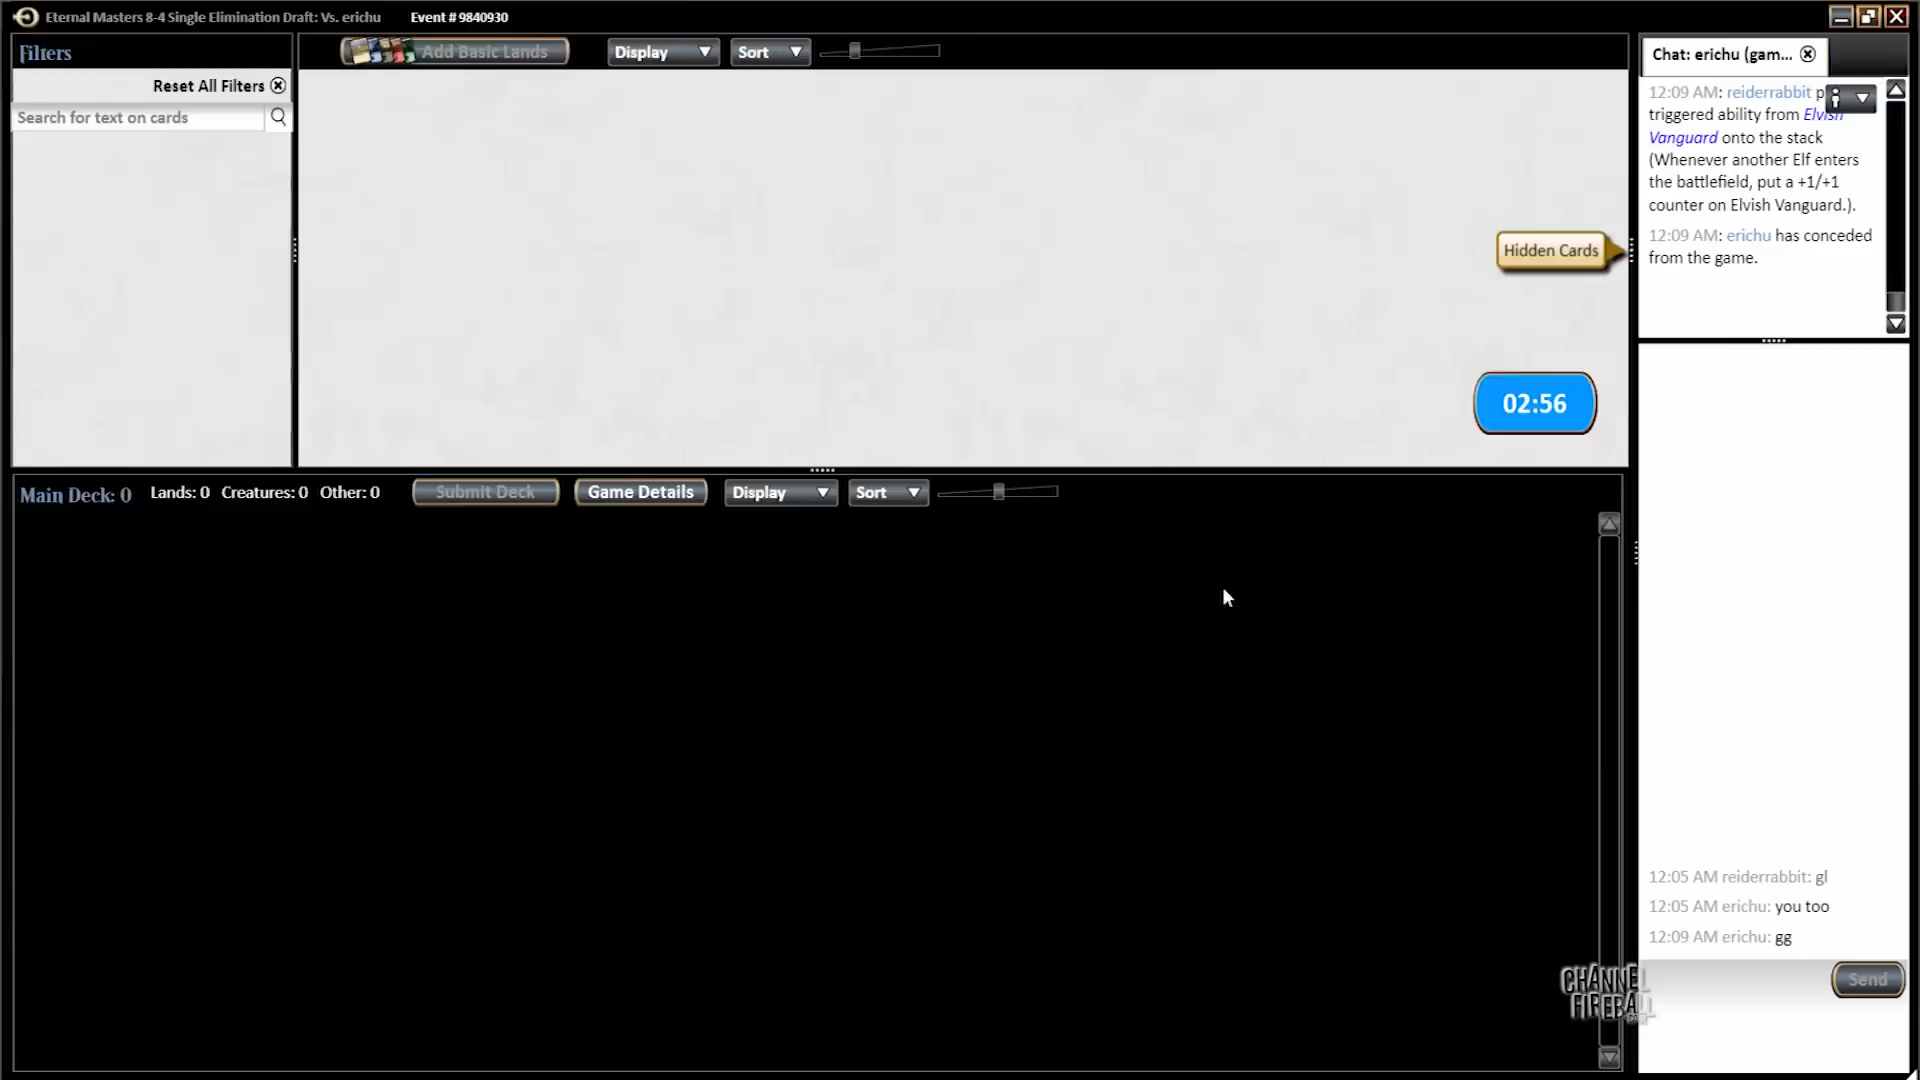 Eternal Masters 8-4 Single Elimination Draft: Vs. erichu Event # 9840930
Filters
Reset All Filters
Search for text on cards
Add Basic Lands Display Sort
Hidden Cards
02:56
Main Deck: 0 Lands: 0 Creatures: 0 Other: 0 Submit Deck Game Details Display Sort
Chat: erichu (gam...
12:09 AM: reiderrabbit p
triggered ability from Elvish
Vanguard onto the stack
(Whenever another Elf enters
the battlefield, put a +1/+1
counter on Elvish Vanguard.).
12:09 AM: erichu has conceded
from the game.
12:05 AM reiderrabbit: gl
12:05 AM erichu: you too
12:09 AM erichu: gg
Send
CHANNEL
FIREBALL